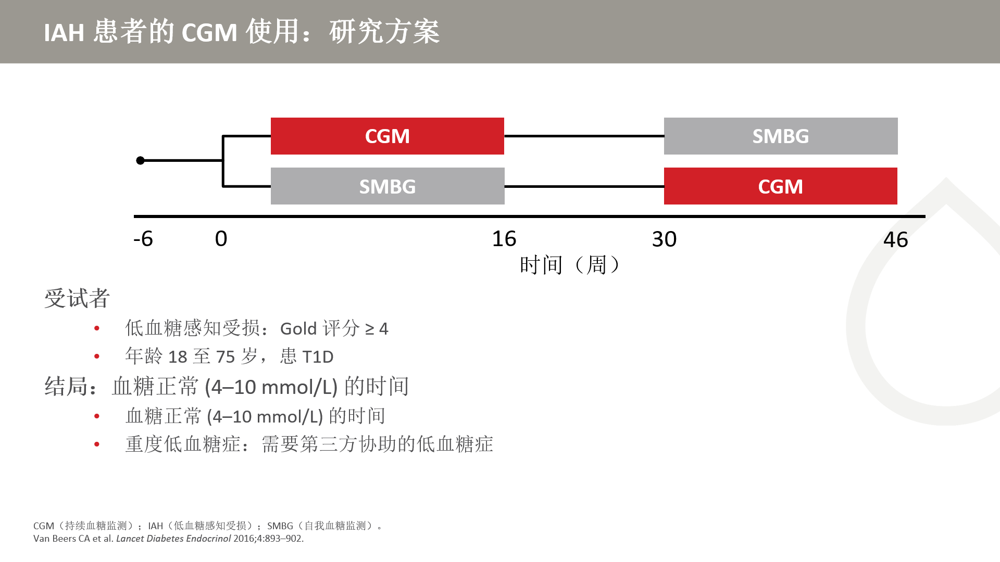 IAH 患者的 CGM 使用：研究方案
CGM
SMBG
SMBG
CGM
-6 0 16 30 46
时间（周）
受试者
• 低血糖感知受损：Gold 评分 ≥ 4
• 年龄 18 至 75 岁，患 T1D
结局：血糖正常 (4–10 mmol/L) 的时间
• 血糖正常 (4–10 mmol/L) 的时间
• 重度低血糖症：需要第三方协助的低血糖症
CGM（持续血糖监测）；IAH（低血糖感知受损）；SMBG（自我血糖监测）。
Van Beers CA et al. Lancet Diabetes Endocrinol 2016;4:893–902.